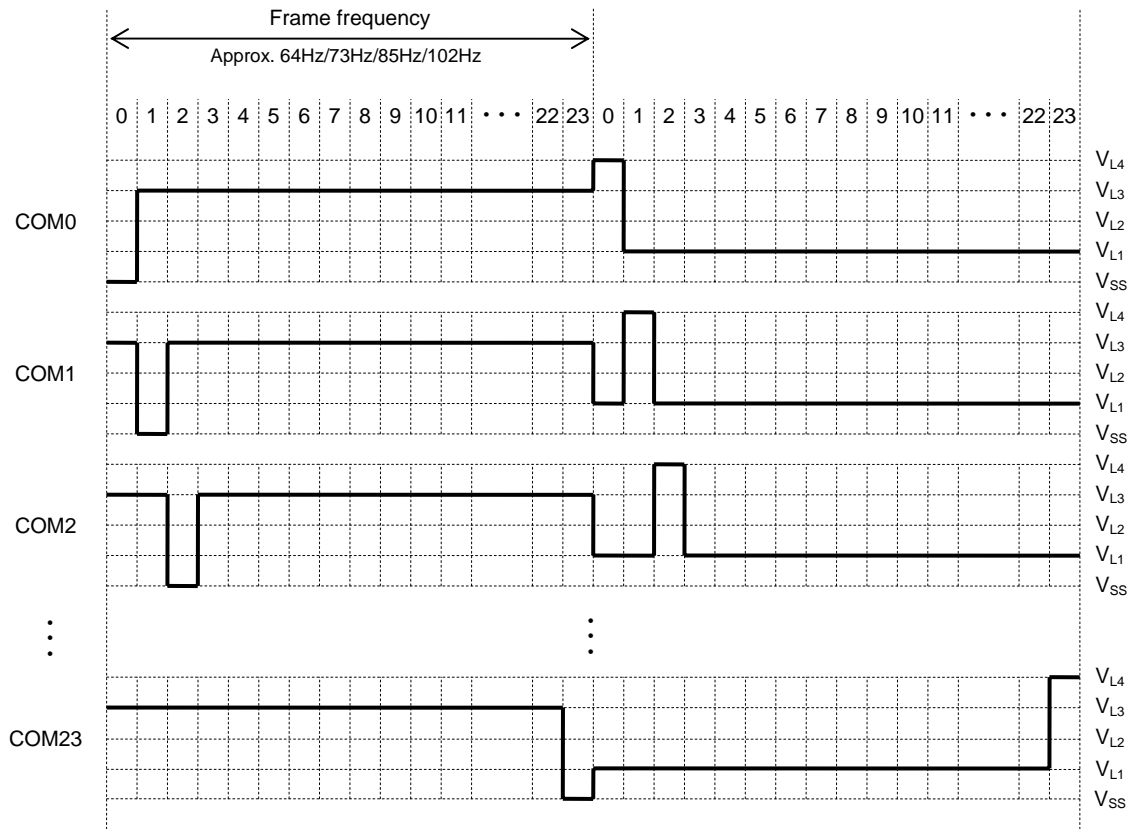 Frame frequency
Approx. 64Hz/73Hz/85Hz/102Hz
0 1 2 3 4 5 6 7 8 9 10 11 ··· 22 23 0 1 2 3 4 5 6 7 8 9 10 11 ··· 22 23
COM0
VL4
VL3
VL2
VL1
VSS
COM1
VL4
VL3
VL2
VL1
VSS
COM2
VL4
VL3
VL2
VL1
VSS
COM23
VL4
VL3
VL2
VL1
VSS